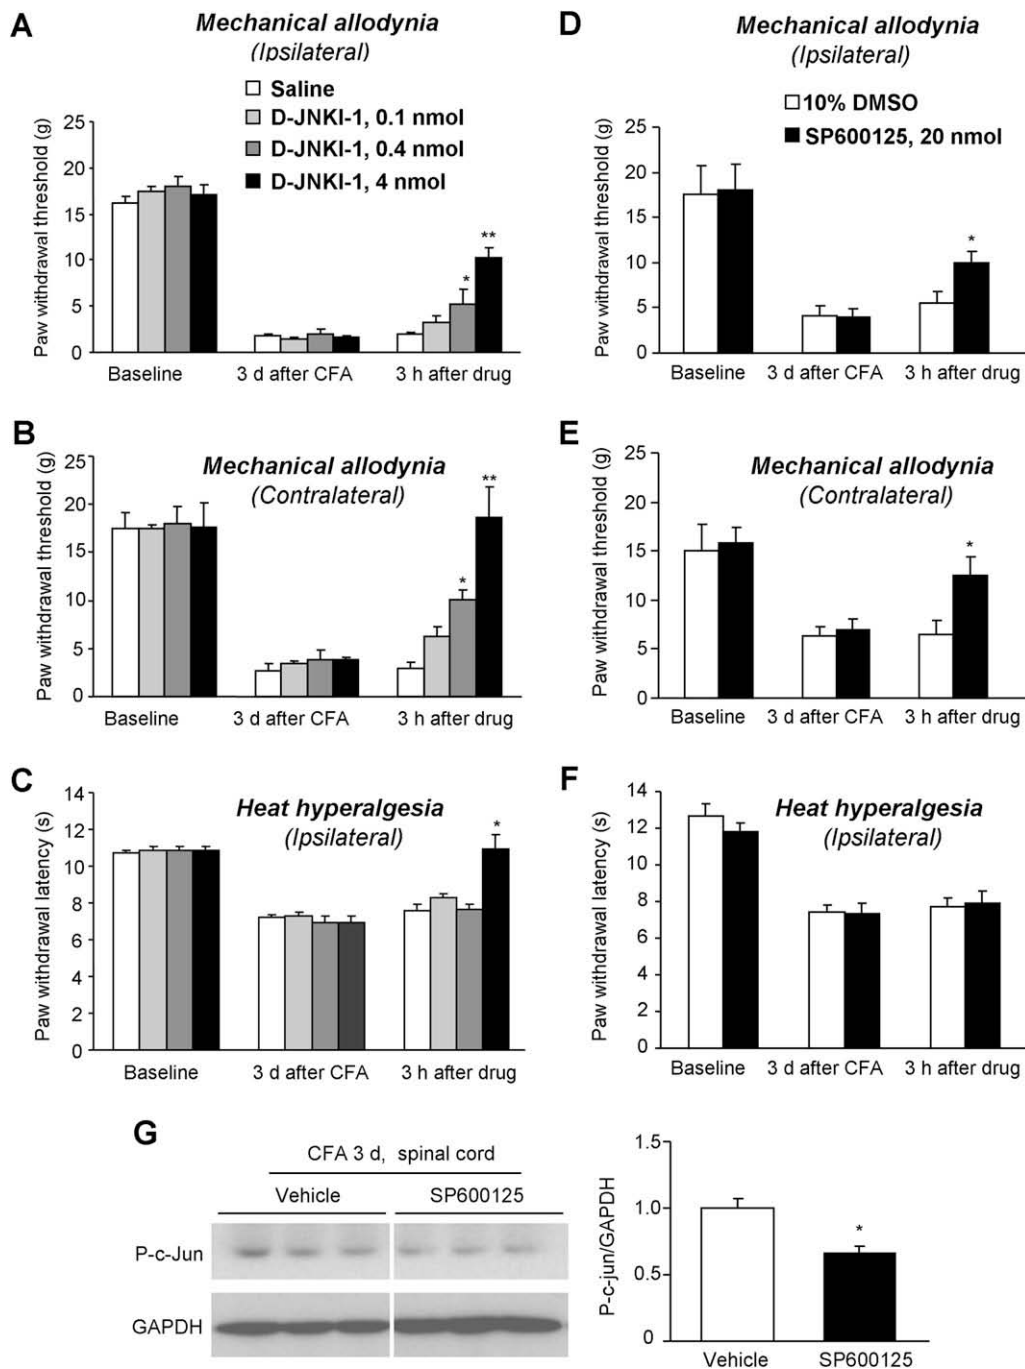 A
Mechanical allodynia
(Ipsilateral)
Saline
D-JNKI-1, 0.1 nmol
D-JNKI-1, 0.4 nmol
D-JNKI-1, 4 nmol
Paw withdrawal threshold (g)
25
20
15
10
5
0
*
**
Baseline
3 d after CFA
3 h after drug
B
Mechanical allodynia
(Contralateral)
Paw withdrawal threshold (g)
25
20
15
10
5
0
*
**
Baseline
3 d after CFA
3 h after drug
C
Heat hyperalgesia
(Ipsilateral)
Paw withdrawal latency (s)
14
12
10
8
6
4
2
0
*
Baseline
3 d after CFA
3 h after drug
D
Mechanical allodynia
(Ipsilateral)
10% DMSO
SP600125, 20 nmol
Paw withdrawal threshold (g)
25
20
15
10
5
0
*
Baseline
3 d after CFA
3 h after drug
E
Mechanical allodynia
(Contralateral)
Paw withdrawal threshold (g)
25
20
15
10
5
0
*
Baseline
3 d after CFA
3 h after drug
F
Heat hyperalgesia
(Ipsilateral)
Paw withdrawal latency (s)
14
12
10
8
6
4
2
0
Baseline
3 d after CFA
3 h after drug
G
CFA 3 d, spinal cord
Vehicle
SP600125
P-c-Jun
GAPDH
P-c-jun/GAPDH
1.5
1.0
0.5
0
*
Vehicle
SP600125